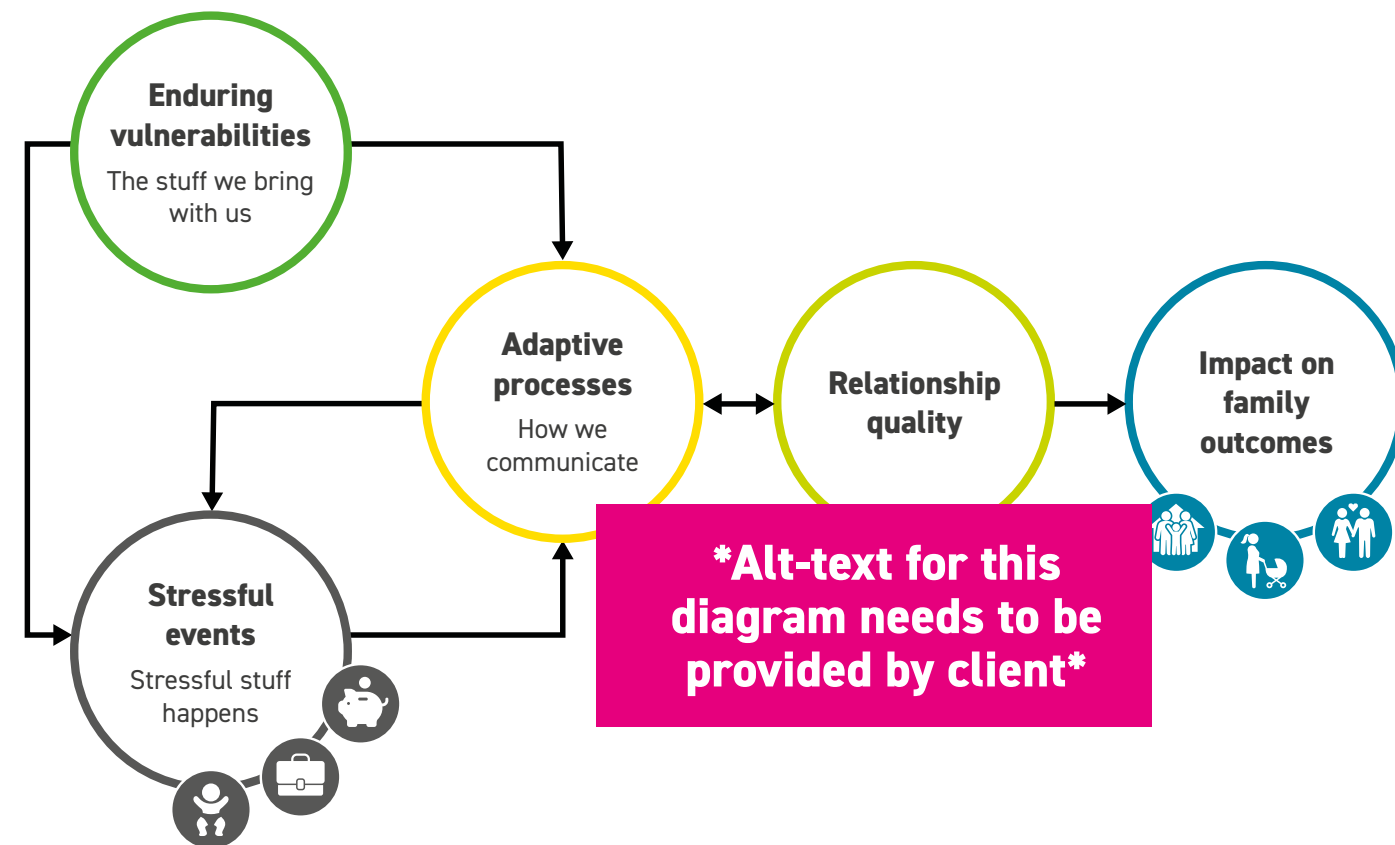 Enduring
vulnerabilities
The stuff we bring
with us
Adaptive
processes
How we
communicate
Relationship
quality
Impact on
family
outcomes
Stressful
events
Stressful stuff
happens
*Alt-text for this
diagram needs to be
provided by client*